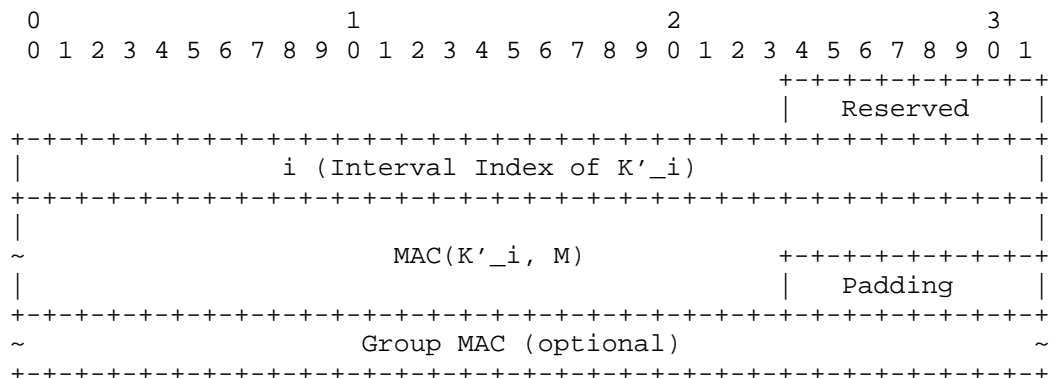 0                   1                   2                   3
 0 1 2 3 4 5 6 7 8 9 0 1 2 3 4 5 6 7 8 9 0 1 2 3 4 5 6 7 8 9 0 1
                                                +-+-+-+-+-+-+-+-+
                                                |   Reserved    |
+-+-+-+-+-+-+-+-+-+-+-+-+-+-+-+-+-+-+-+-+-+-+-+-+-+-+-+-+-+-+-+-+
|                i (Interval Index of K'_i)                     |
+-+-+-+-+-+-+-+-+-+-+-+-+-+-+-+-+-+-+-+-+-+-+-+-+-+-+-+-+-+-+-+-+
|                                                               |
~                       MAC(K'_i, M)            +-+-+-+-+-+-+-+-+
|                                               |   Padding     |
+-+-+-+-+-+-+-+-+-+-+-+-+-+-+-+-+-+-+-+-+-+-+-+-+-+-+-+-+-+-+-+-+
~                     Group MAC (optional)                      ~
+-+-+-+-+-+-+-+-+-+-+-+-+-+-+-+-+-+-+-+-+-+-+-+-+-+-+-+-+-+-+-+-+